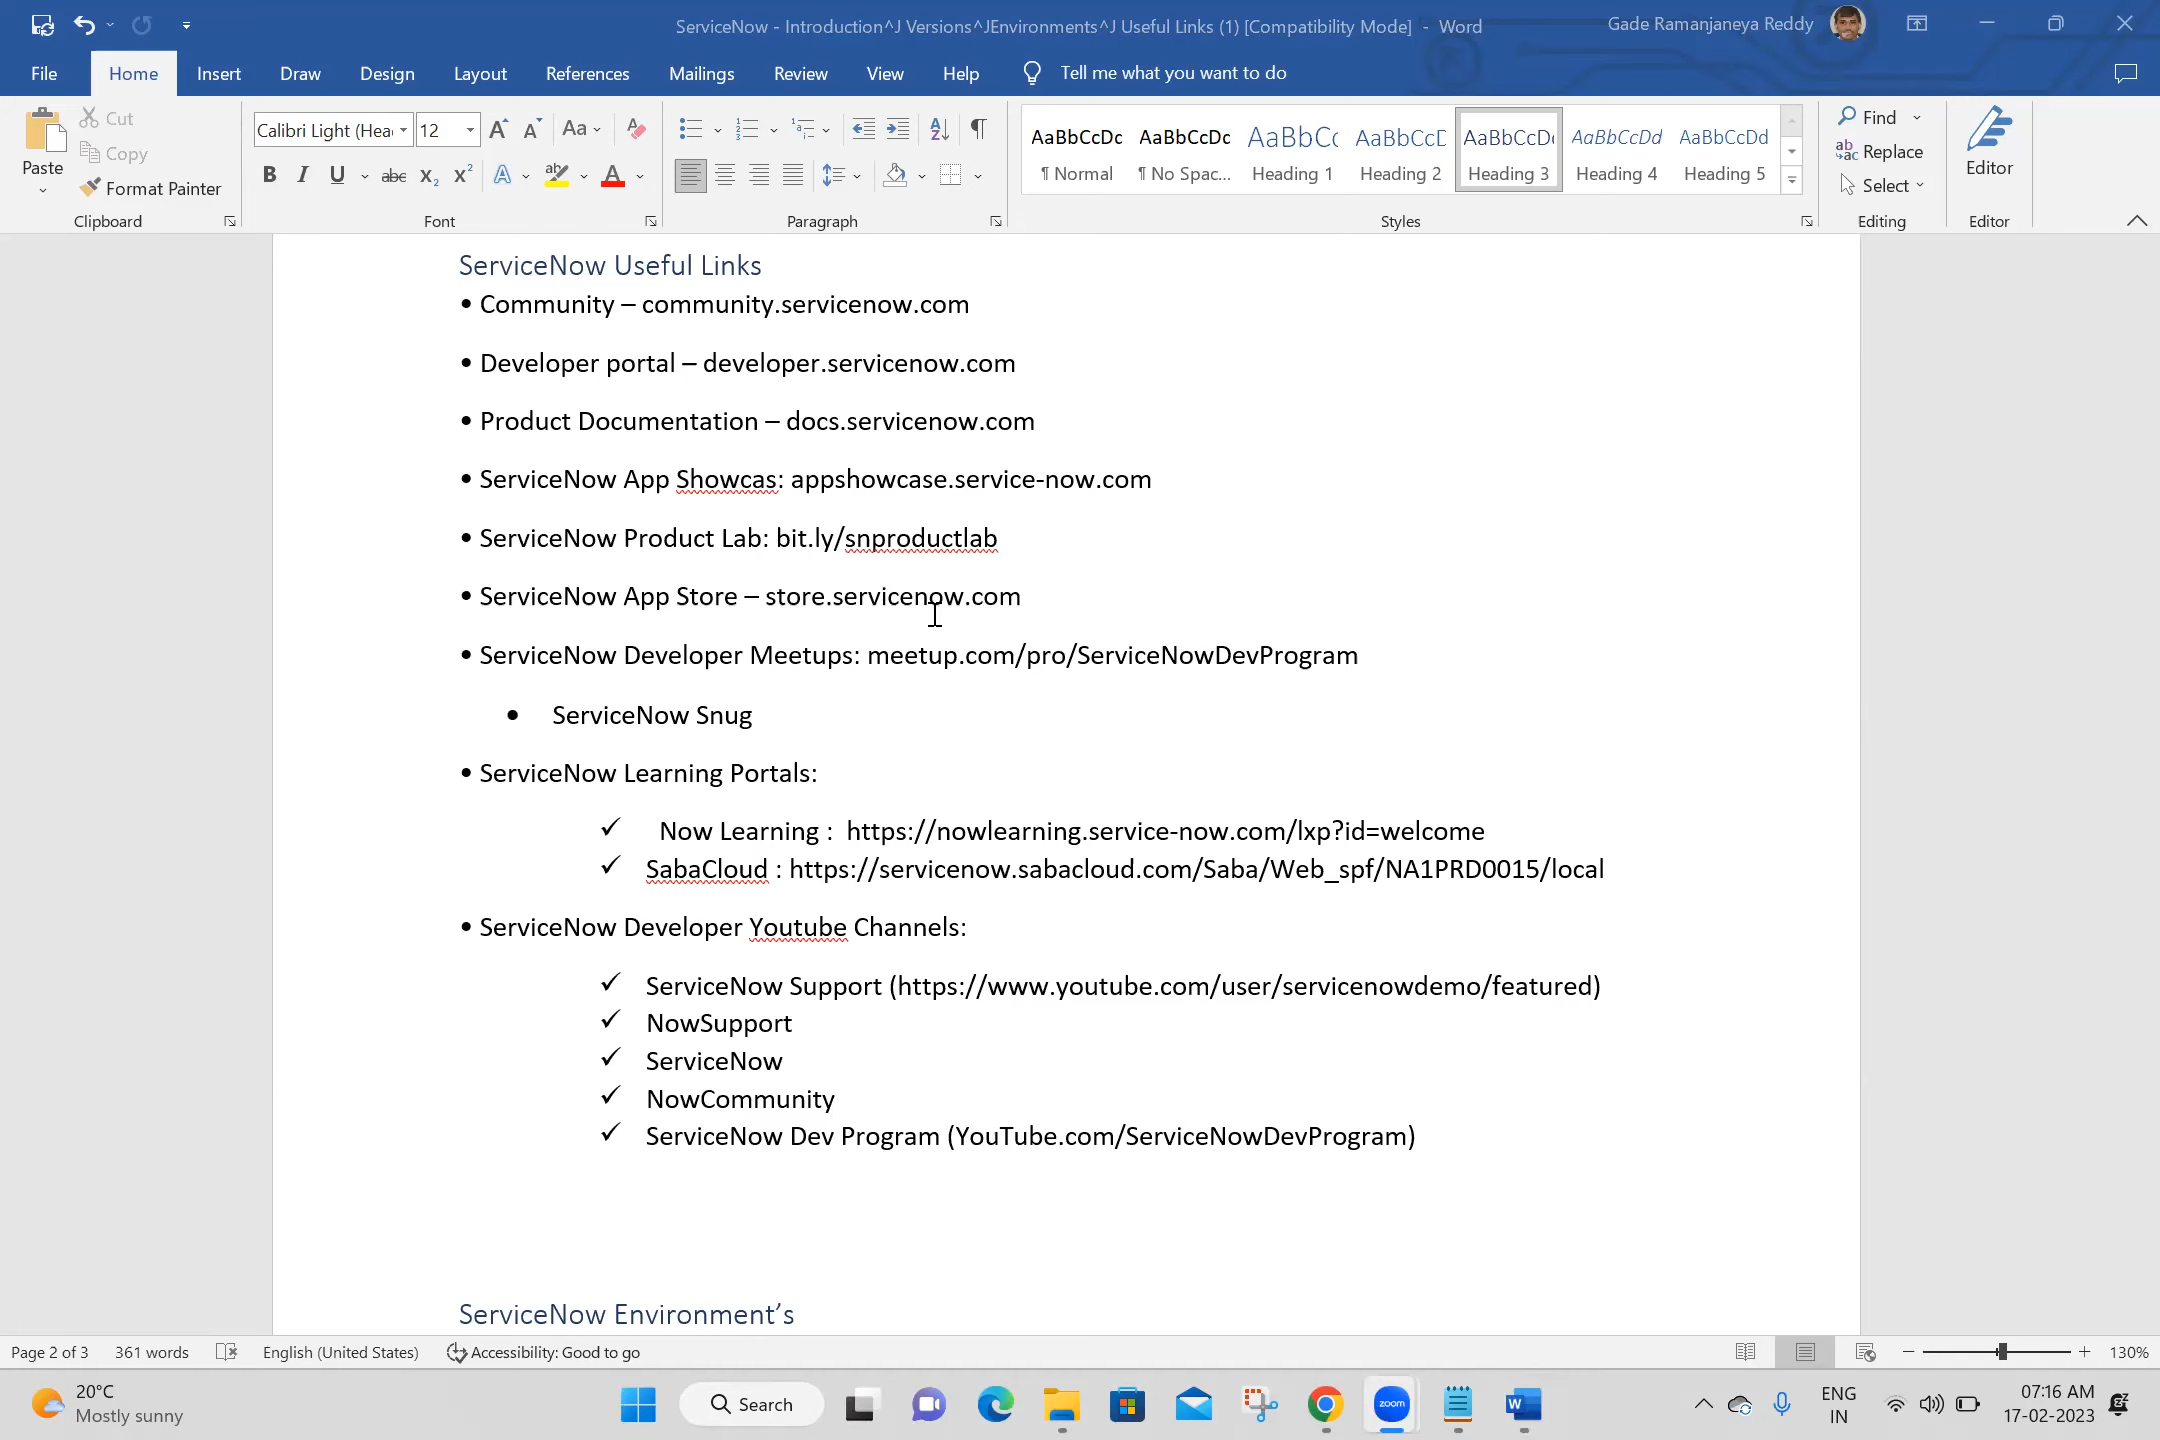 ServiceNow - Introduction^J Versions^JEnvironments^J Useful Links (1) [Compatibility Mode] - Word
Gade Ramanjaneya Reddy
File Home Insert Draw Design Layout References Mailings Review View Help Tell me what you want to do
Paste
Cut
Copy
Format Painter
Clipboard
Calibri Light (Hea
12
Font
Paragraph
AaBbCcDc AaBbCcDc AaBbC( AaBbCcD AaBbCcD( AaBbCcDd AaBbCcDd
¶ Normal ¶ No Spac... Heading 1 Heading 2 Heading 3 Heading 4 Heading 5
Styles
Find
Replace
Select
Editing
Editor
Editor
ServiceNow Useful Links
• Community – community.servicenow.com
• Developer portal – developer.servicenow.com
• Product Documentation – docs.servicenow.com
• ServiceNow App Showcas: appshowcase.service-now.com
• ServiceNow Product Lab: bit.ly/snproductlab
• ServiceNow App Store – store.servicenow.com
• ServiceNow Developer Meetups: meetup.com/pro/ServiceNowDevProgram
• ServiceNow Snug
• ServiceNow Learning Portals:
✓ Now Learning : https://nowlearning.service-now.com/lxp?id=welcome
✓ SabaCloud : https://servicenow.sabacloud.com/Saba/Web_spf/NA1PRD0015/local
• ServiceNow Developer Youtube Channels:
✓ ServiceNow Support (https://www.youtube.com/user/servicenowdemo/featured)
✓ NowSupport
✓ ServiceNow
✓ NowCommunity
✓ ServiceNow Dev Program (YouTube.com/ServiceNowDevProgram)
ServiceNow Environment’s
Page 2 of 3 361 words English (United States) Accessibility: Good to go 130%
20°C
Mostly sunny
Search
zoom
ENG
IN
07:16 AM
17-02-2023